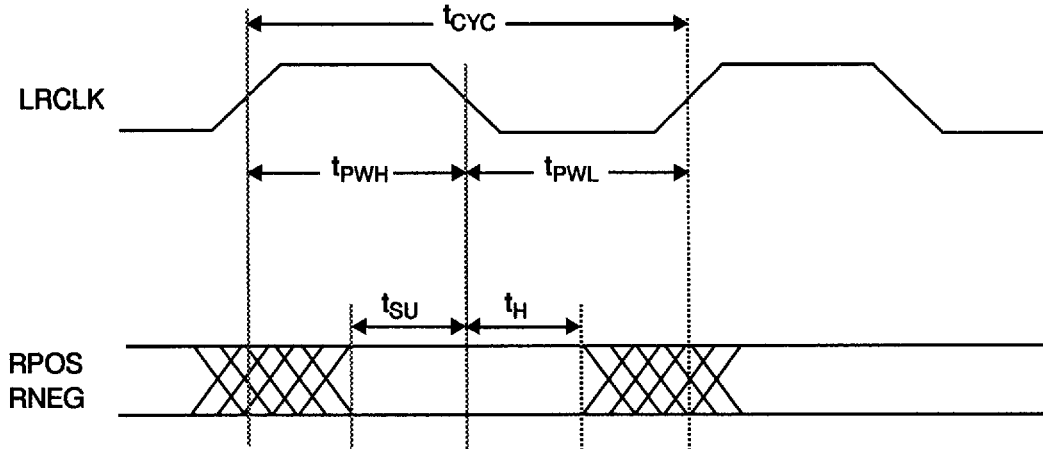 tCYC
LRCLK
tPWH
tPWL
tSU
tH
RPOS
RNEG